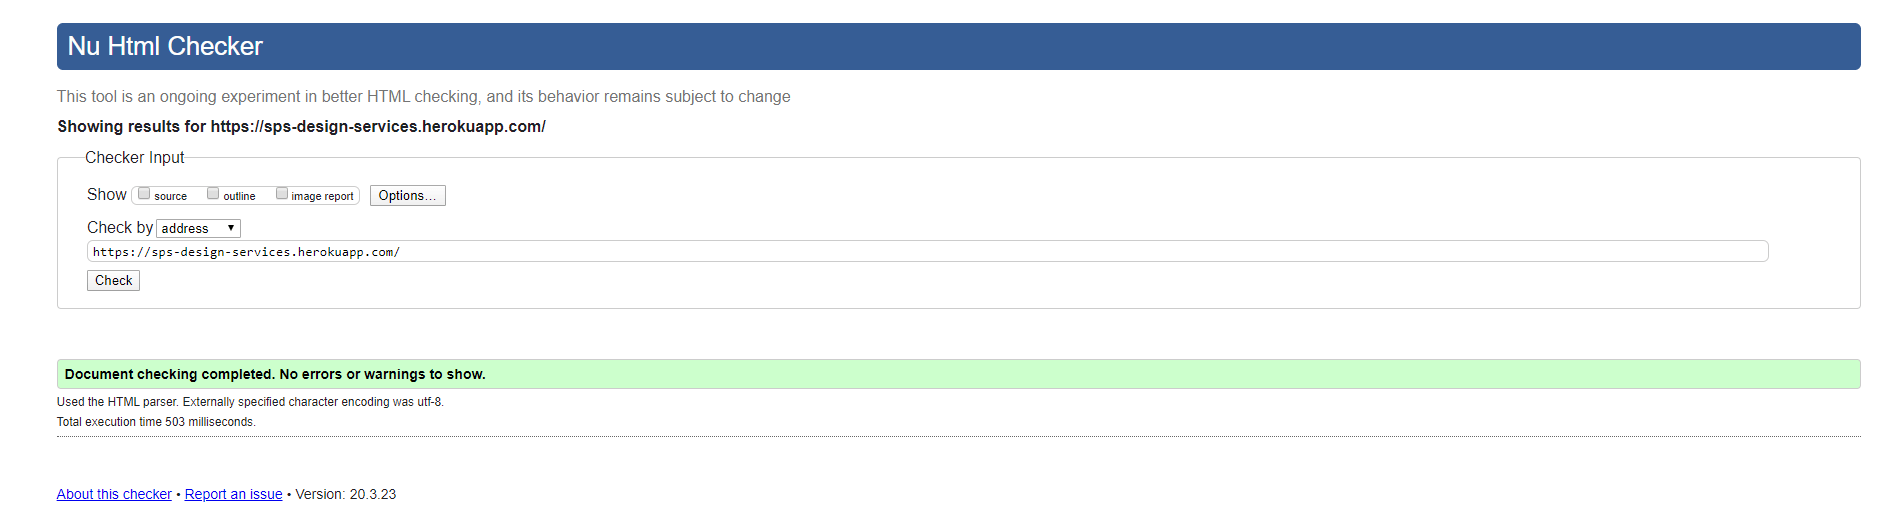 Nu Html Checker
This tool is an ongoing experiment in better HTML checking, and its behavior remains subject to change
Showing results for https://sps-design-services.herokuapp.com/
Checker Input
Show source outline image report Options...
Check by address
https://sps-design-services.herokuapp.com/
Check
Document checking completed. No errors or warnings to show.
Used the HTML parser. Externally specified character encoding was utf-8.
Total execution time 503 milliseconds.
About this checker • Report an issue • Version: 20.3.23